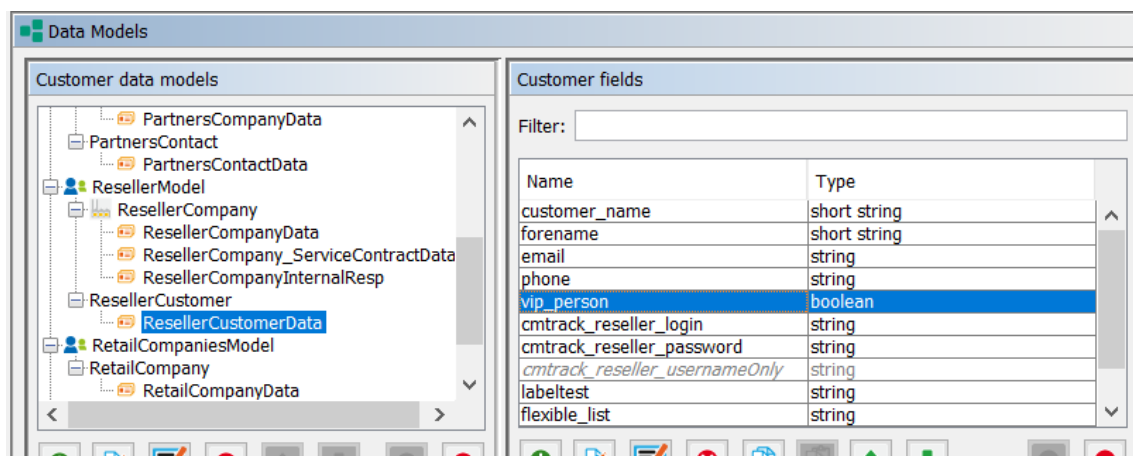 Data Models
Customer data models
PartnersCompanyData
PartnersContact
PartnersContactData
ResellerModel
ResellerCompany
ResellerCompanyData
ResellerCompany_ServiceContractData
ResellerCompanyInternalResp
ResellerCustomer
ResellerCustomerData
RetailCompaniesModel
RetailCompany
RetailCompanyData
Customer fields
Filter:
Name Type
customer_name short string
forename short string
email string
phone string
vip_person boolean
cmtrack_reseller_login string
cmtrack_reseller_password string
cmtrack_reseller_usernameOnly string
labeltest string
flexible_list string